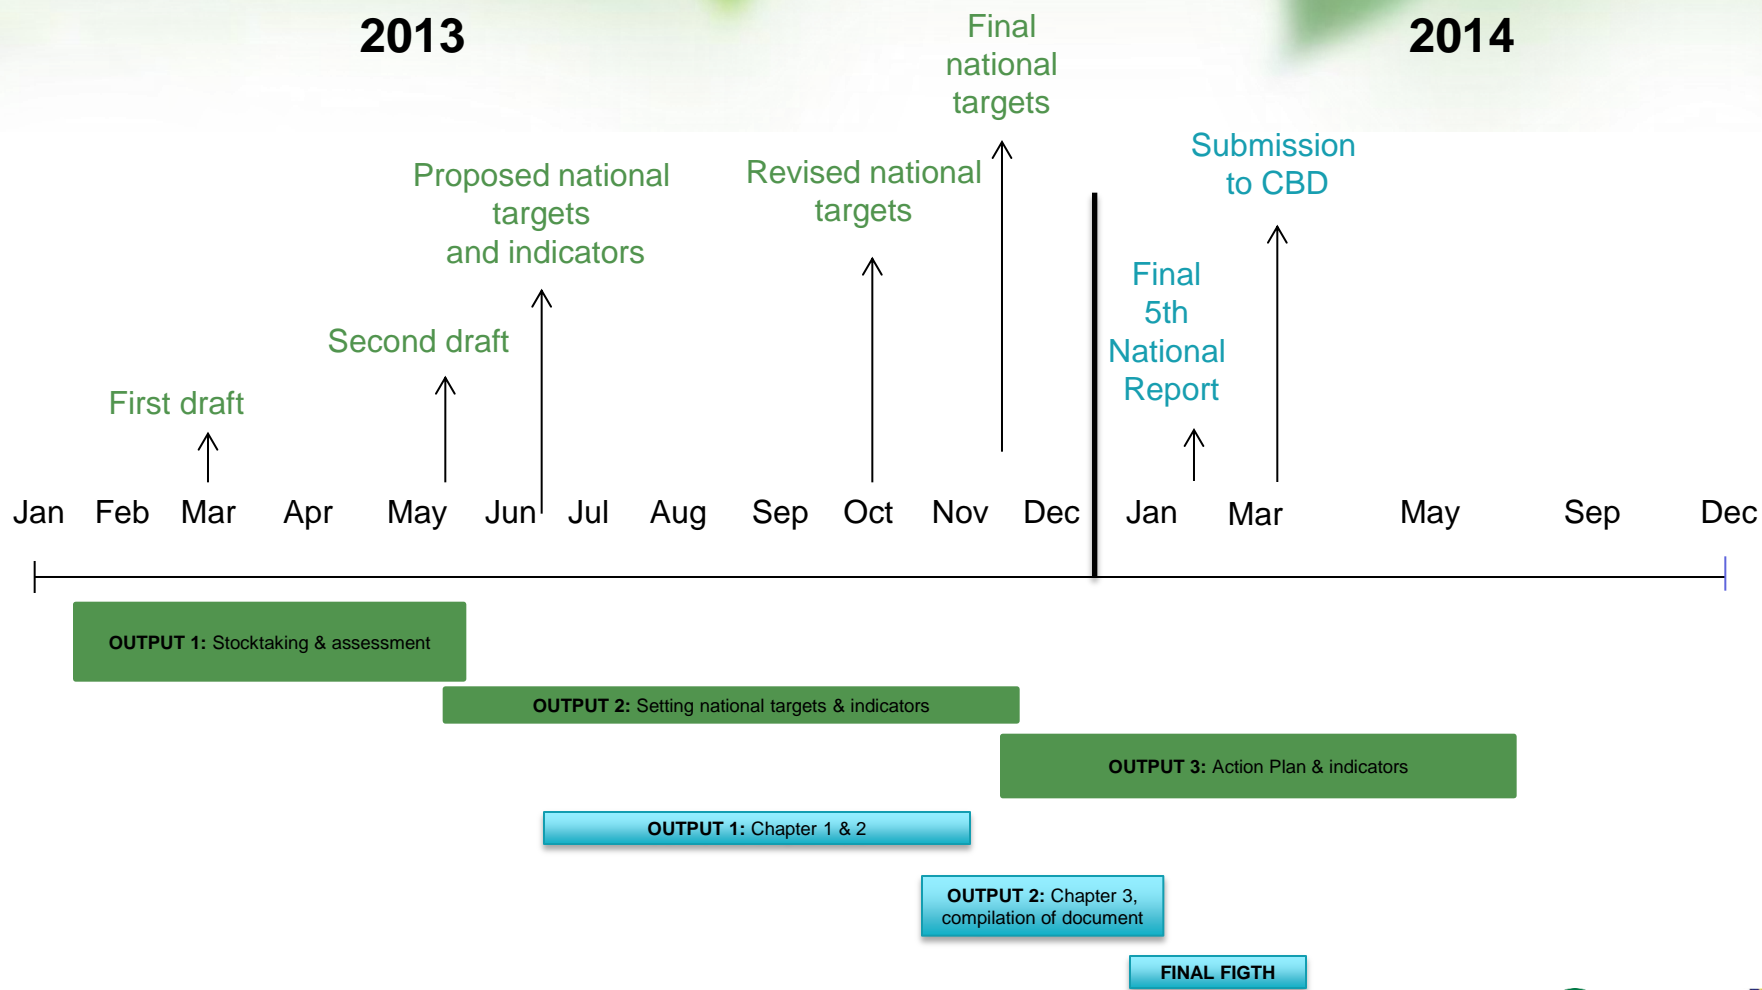 2013
2014
Final
national
targets
Submission
to CBD
Proposed national
targets
and indicators
Revised national
targets
Final
5th
National
Report
Second draft
First draft
Jan Feb Mar Apr May Jun Jul Aug Sep Oct Nov Dec Jan Mar May Sep Dec
OUTPUT 1: Stocktaking & assessment
OUTPUT 2: Setting national targets & indicators
OUTPUT 3: Action Plan & indicators
OUTPUT 1: Chapter 1 & 2
OUTPUT 2: Chapter 3,
compilation of document
FINAL FIGTH